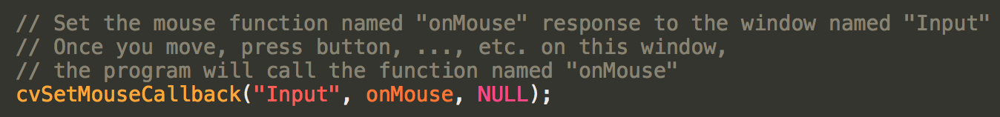 // Set the mouse function named "onMouse" response to the window named "Input"
// Once you move, press button, ..., etc. on this window,
// the program will call the function named "onMouse"
cvSetMouseCallback("Input", onMouse, NULL);